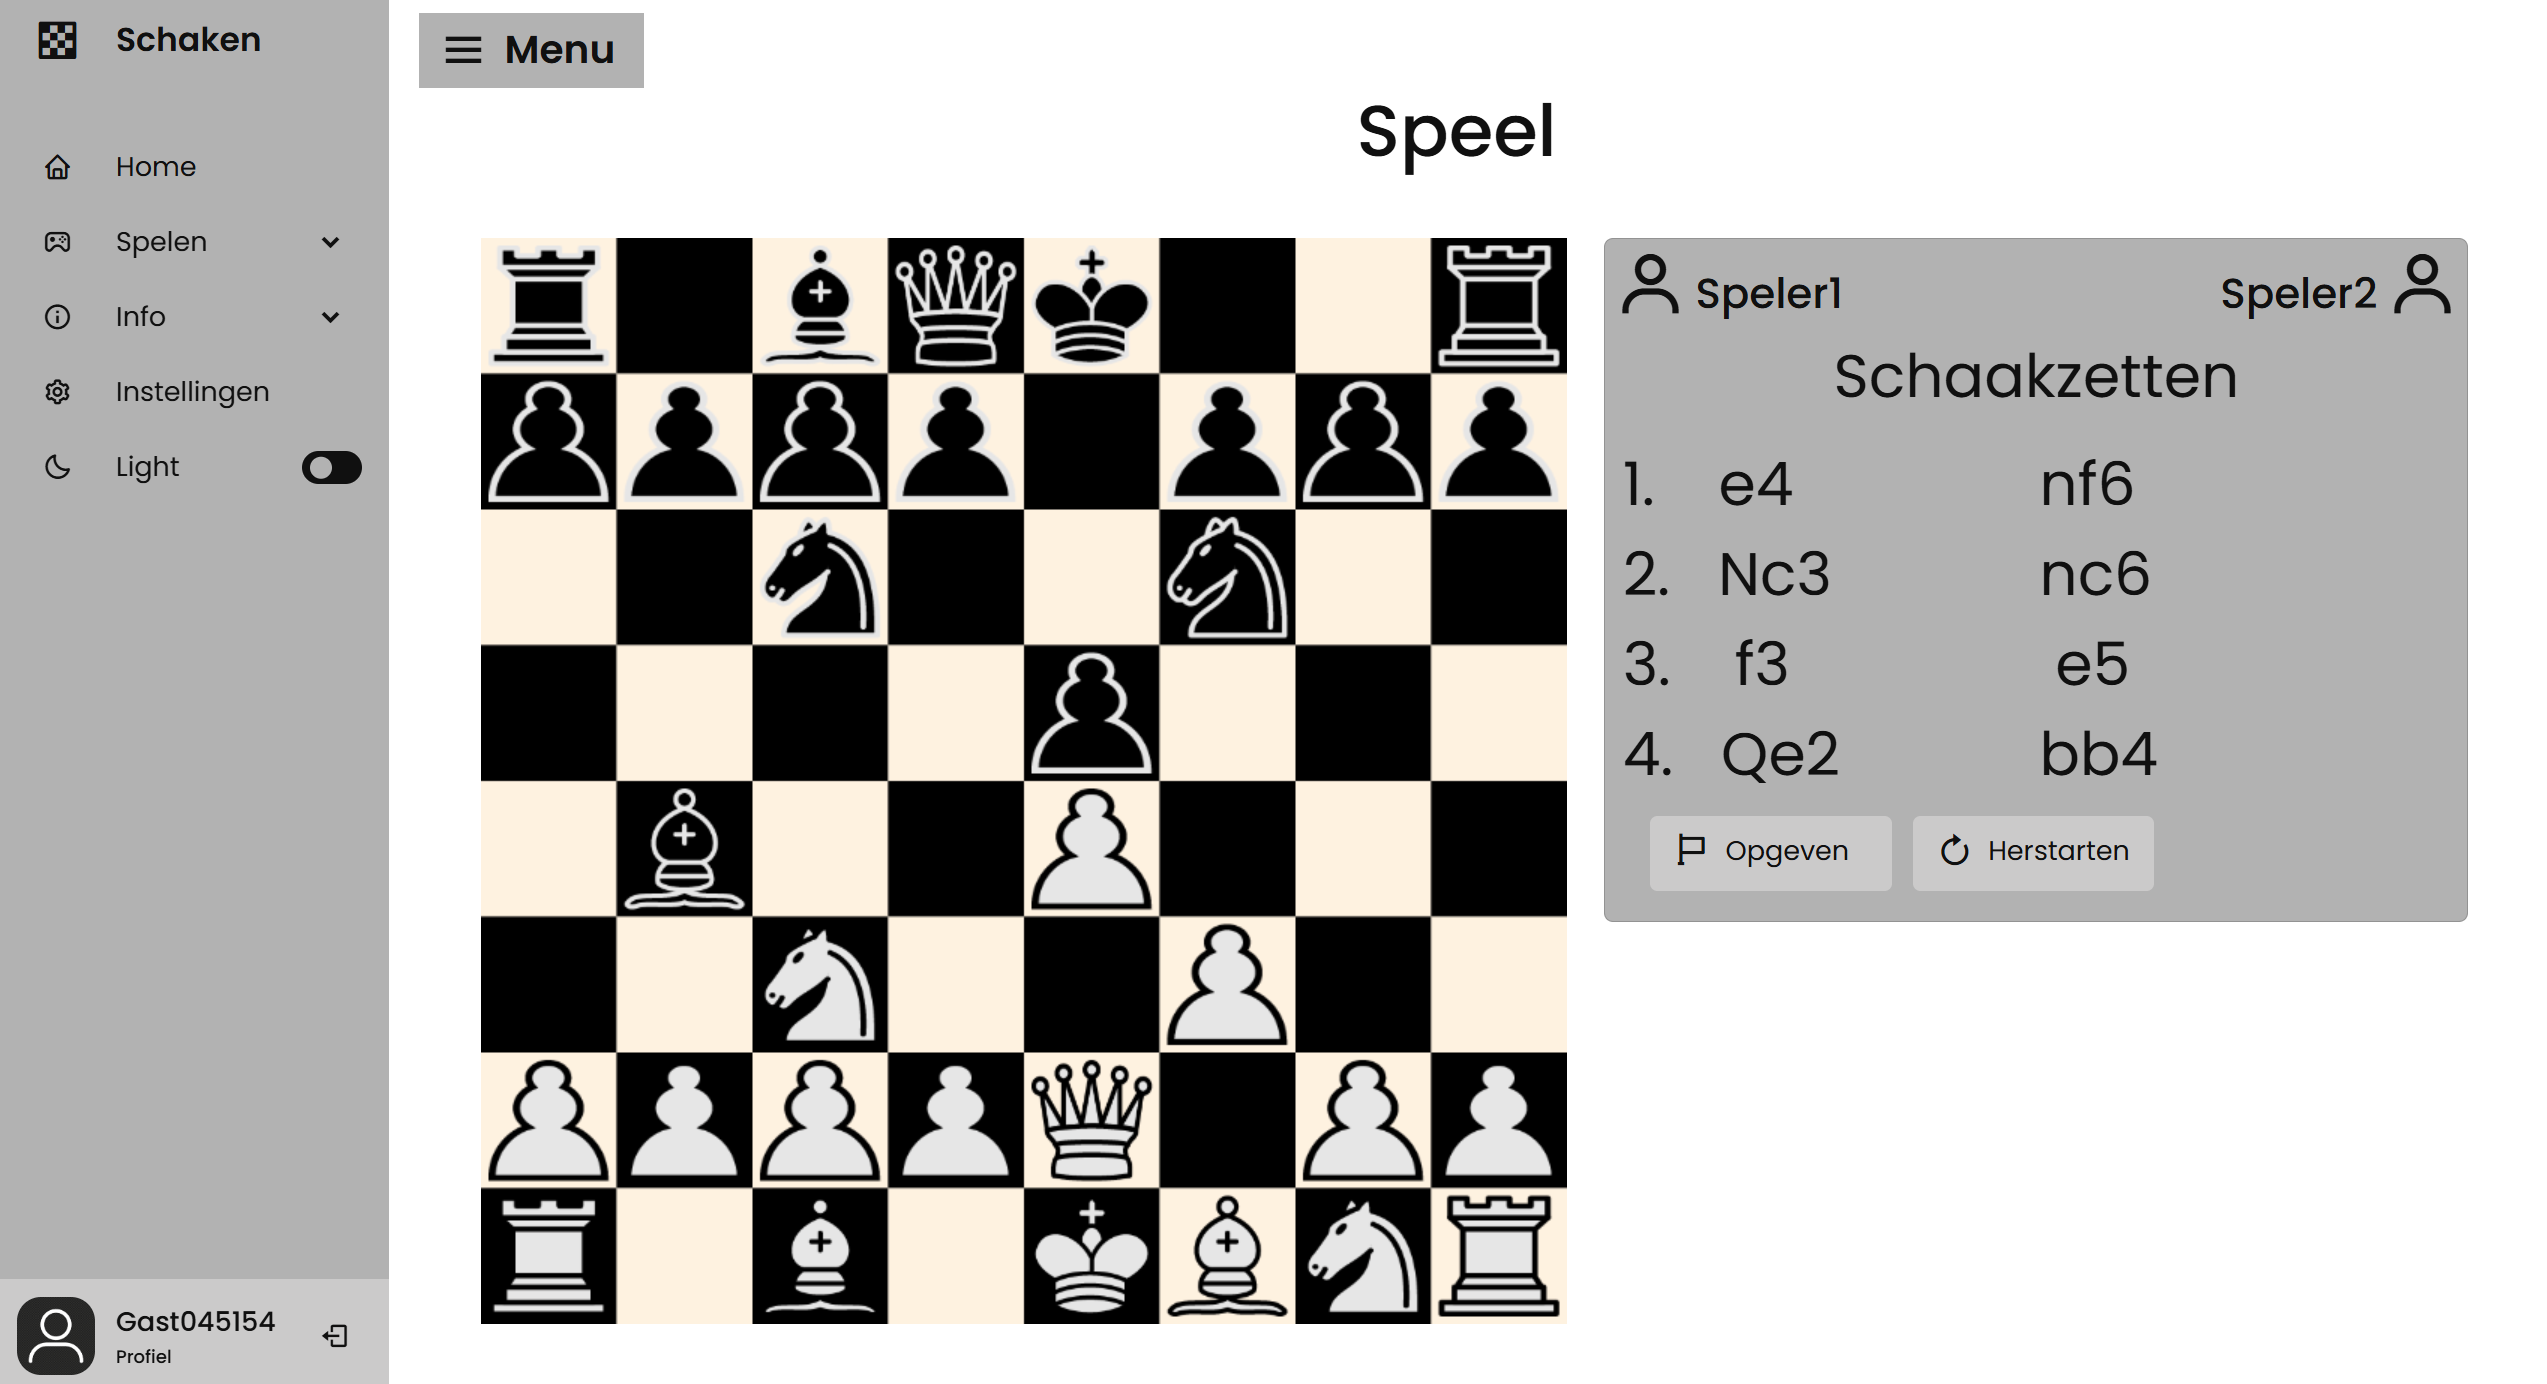 Schaken
Home
Spelen
Info
Instellingen
Light
Gast045154
Profiel
Menu
Speel
Speler1 Speler2
Schaakzetten
1. e4 nf6
2. Nc3 nc6
3. f3 e5
4. Qe2 bb4
Opgeven Herstarten